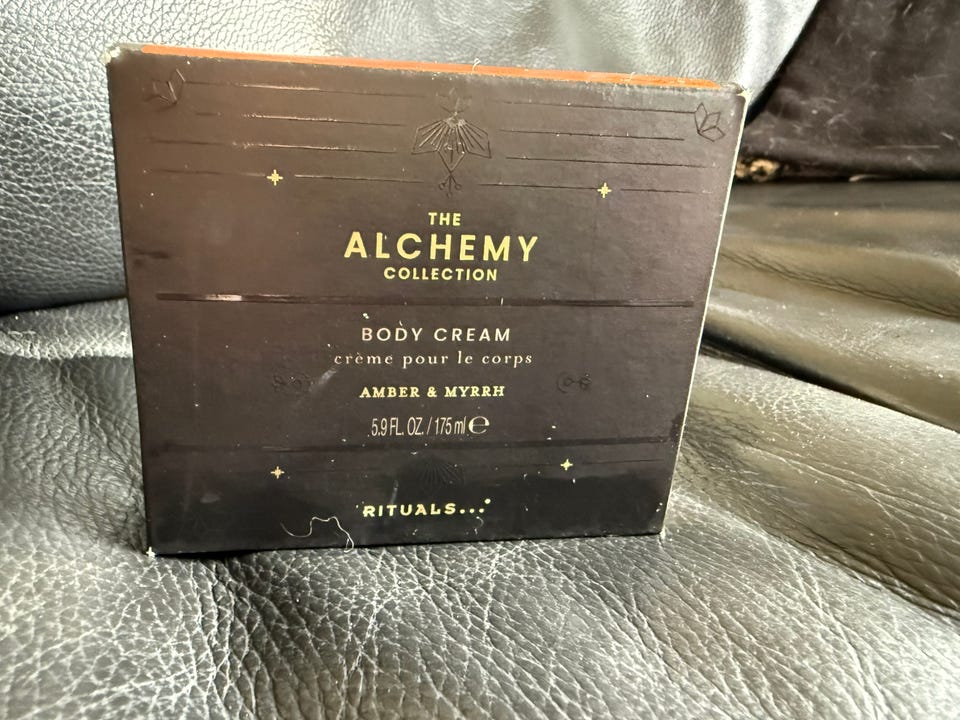 THE
ALCHEMY
COLLECTION
BODY CREAM
crème pour le corps
AMBER & MYRRH
5.9 FL. OZ. / 175 ml ℮
RITUALS...